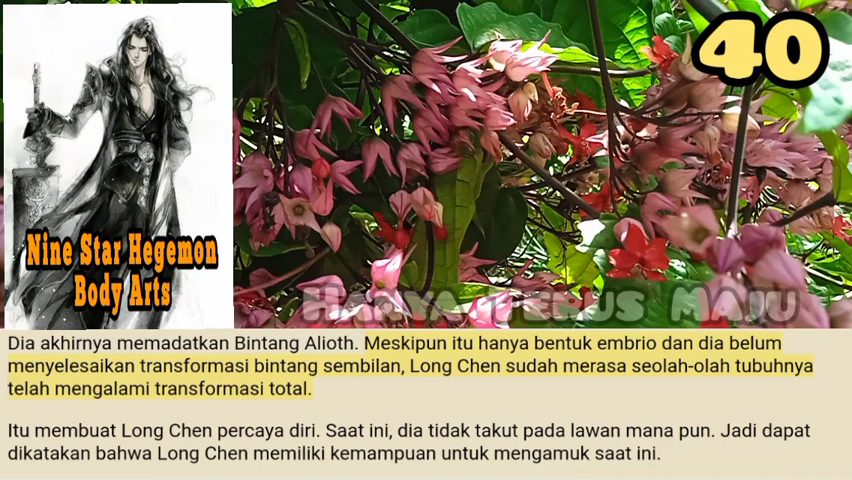 40
Nine Star Hegemon
Body Arts
Hanya Terus Maju
Dia akhirnya memadatkan Bintang Alioth. Meskipun itu hanya bentuk embrio dan dia belum
menyelesaikan transformasi bintang sembilan, Long Chen sudah merasa seolah-olah tubuhnya
telah mengalami transformasi total.
Itu membuat Long Chen percaya diri. Saat ini, dia tidak takut pada lawan mana pun. Jadi dapat
dikatakan bahwa Long Chen memiliki kemampuan untuk mengamuk saat ini.